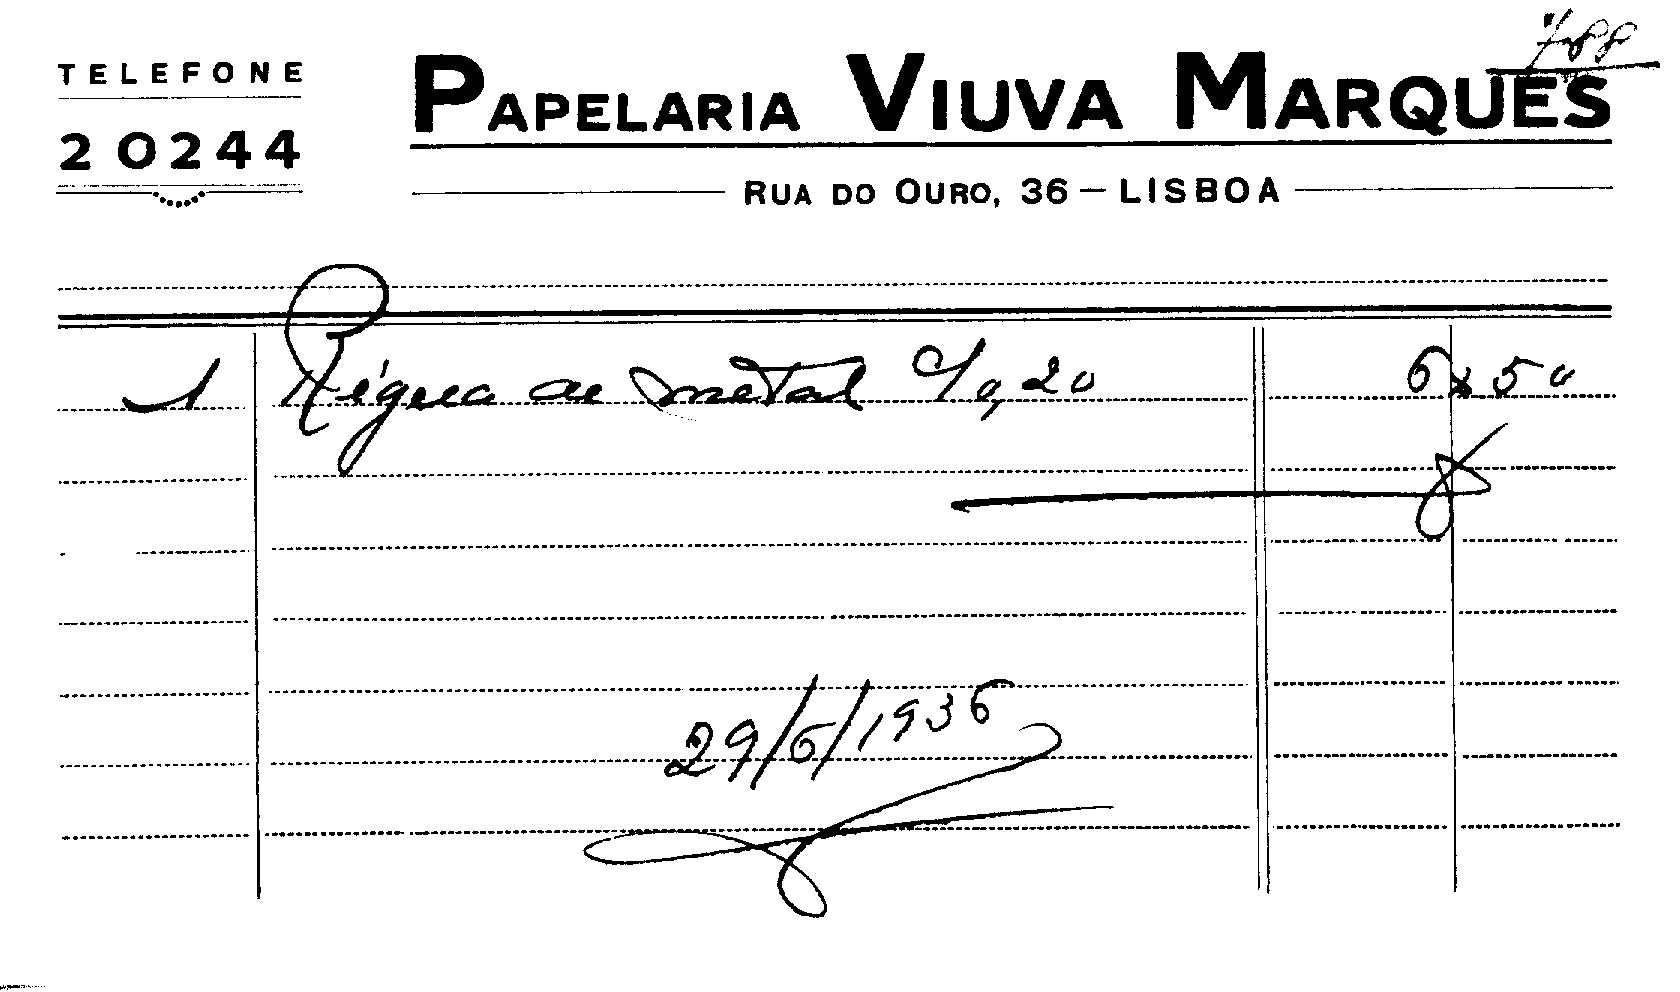 TELEFONE
20244
PAPELARIA VIUVA MARQUES
RUA DO OURO, 36 — LISBOA
1 Régua de metal c/ 0,20 6$50
29/6/1936